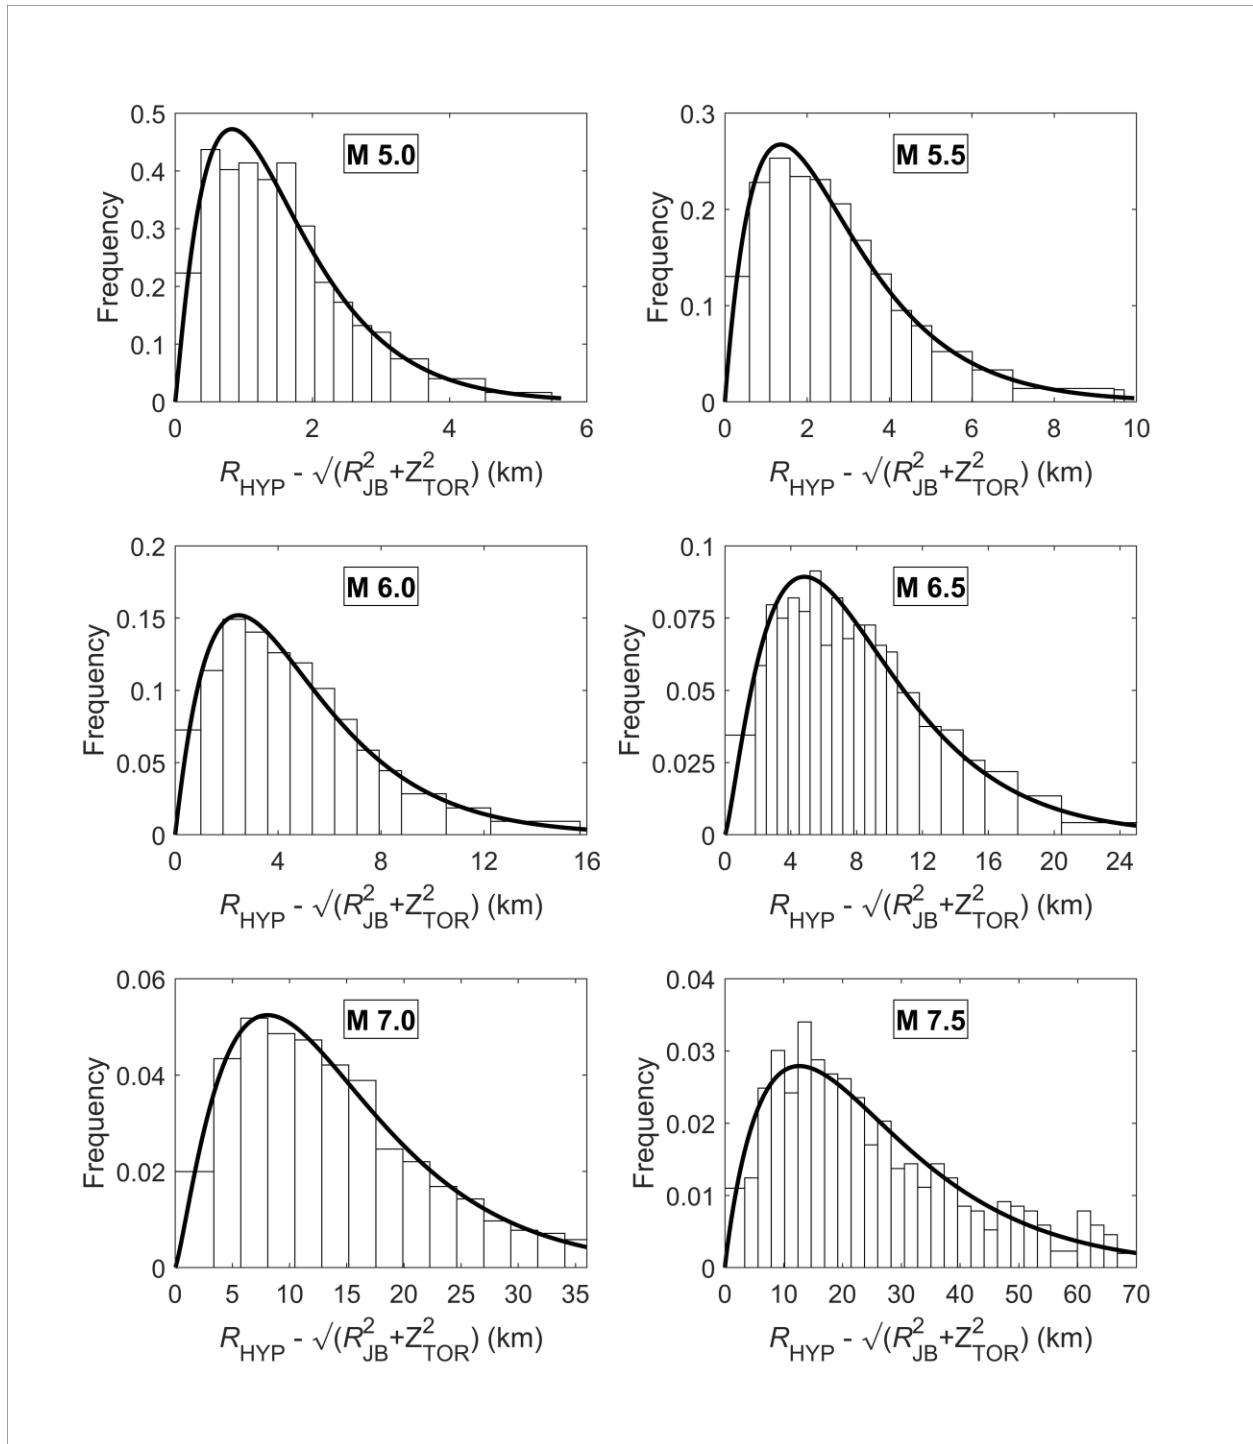 0.5
0.4
0.3
0.2
0.1
0
Frequency
M 5.0
0 2 4 6
R_HYP - √(R²_JB+Z²_TOR) (km)
0.3
0.2
0.1
0
Frequency
M 5.5
0 2 4 6 8 10
R_HYP - √(R²_JB+Z²_TOR) (km)
0.2
0.15
0.1
0.05
0
Frequency
M 6.0
0 4 8 12 16
R_HYP - √(R²_JB+Z²_TOR) (km)
0.1
0.075
0.05
0.025
0
Frequency
M 6.5
0 4 8 12 16 20 24
R_HYP - √(R²_JB+Z²_TOR) (km)
0.06
0.04
0.02
0
Frequency
M 7.0
0 5 10 15 20 25 30 35
R_HYP - √(R²_JB+Z²_TOR) (km)
0.04
0.03
0.02
0.01
0
Frequency
M 7.5
0 10 20 30 40 50 60 70
R_HYP - √(R²_JB+Z²_TOR) (km)